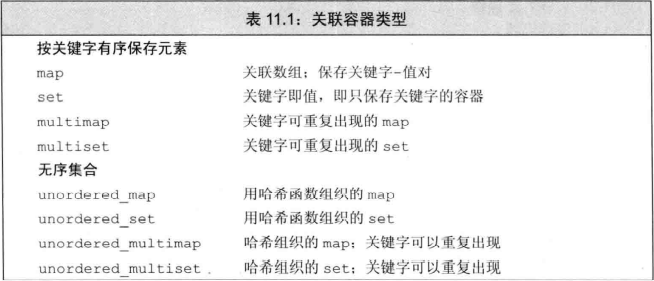 表 11.1：关联容器类型
按关键字有序保存元素
map 关联数组；保存关键字-值对
set 关键字即值，即只保存关键字的容器
multimap 关键字可重复出现的 map
multiset 关键字可重复出现的 set
无序集合
unordered_map 用哈希函数组织的 map
unordered_set 用哈希函数组织的 set
unordered_multimap 哈希组织的 map；关键字可以重复出现
unordered_multiset 哈希组织的 set；关键字可以重复出现